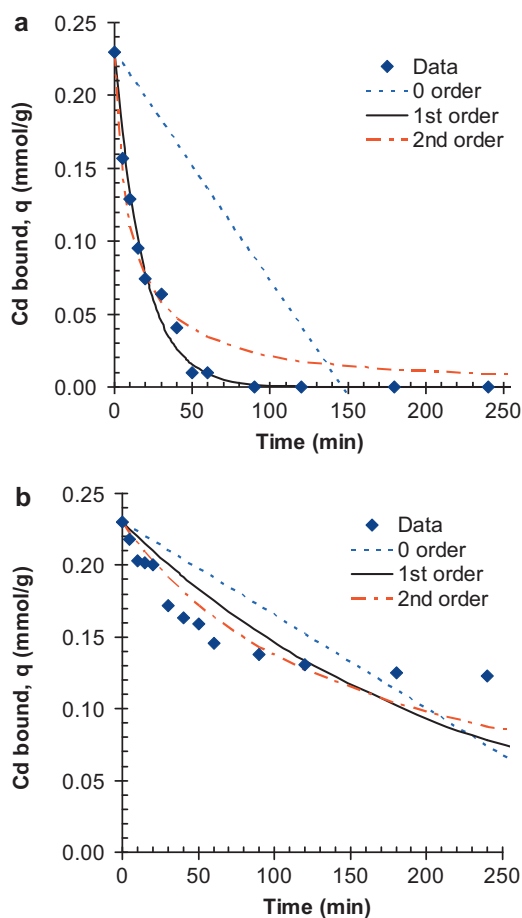 a
Cd bound, q (mmol/g)
0.25
0.20
0.15
0.10
0.05
0.00
0 50 100 150 200 250
Time (min)
Data
0 order
1st order
2nd order
b
Cd bound, q (mmol/g)
0.25
0.20
0.15
0.10
0.05
0.00
0 50 100 150 200 250
Time (min)
Data
0 order
1st order
2nd order